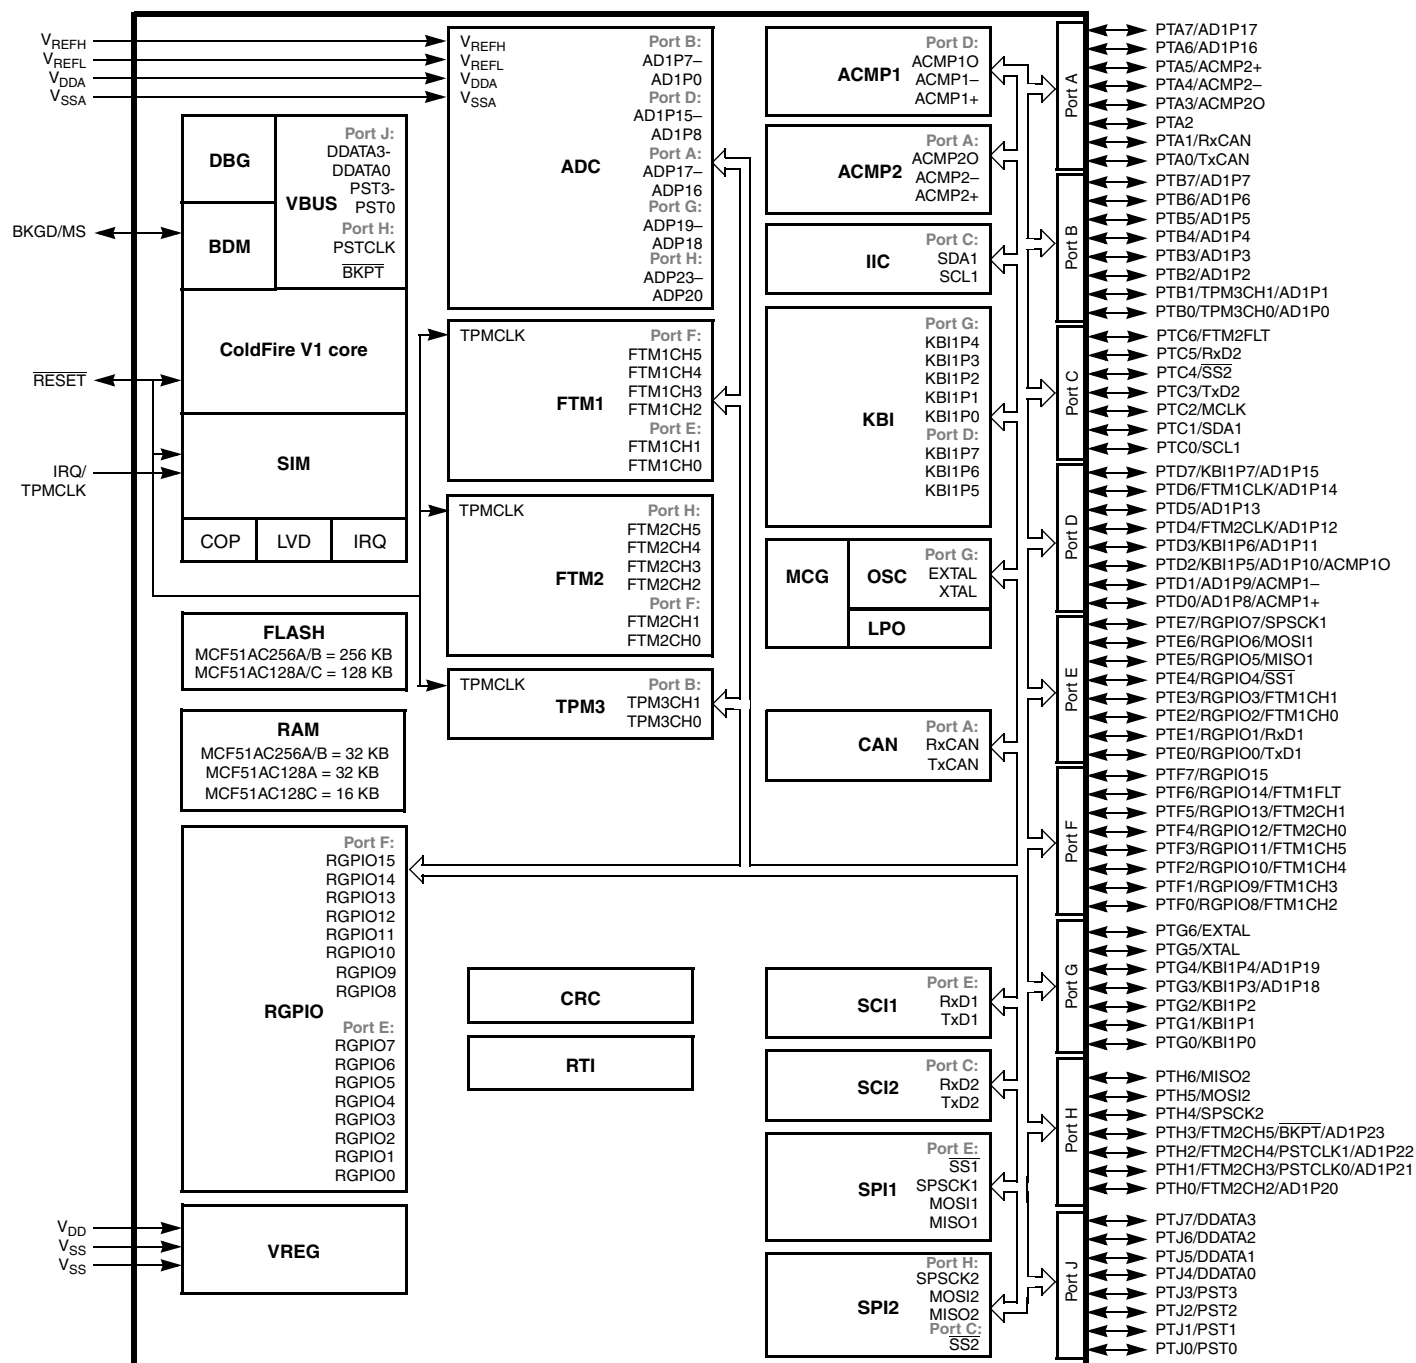 VREFH
VREFL
VDDA
VSSA
BKGD/MS
RESET
IRQ/
TPMCLK
VDD
VSS
VSS
DBG
BDM
VBUS
Port J:
DDATA3-
DDATA0
PST3-
PST0
Port H:
PSTCLK
BKPT
ColdFire V1 core
SIM
COP
LVD
IRQ
FLASH
MCF51AC256A/B = 256 KB
MCF51AC128A/C = 128 KB
RAM
MCF51AC256A/B = 32 KB
MCF51AC128A = 32 KB
MCF51AC128C = 16 KB
RGPIO
Port F:
RGPIO15
RGPIO14
RGPIO13
RGPIO12
RGPIO11
RGPIO10
RGPIO9
RGPIO8
Port E:
RGPIO7
RGPIO6
RGPIO5
RGPIO4
RGPIO3
RGPIO2
RGPIO1
RGPIO0
VREG
VREFH
VREFL
VDDA
VSSA
ADC
Port B:
AD1P7–
AD1P0
Port D:
AD1P15–
AD1P8
Port A:
ADP17–
ADP16
Port G:
ADP19–
ADP18
Port H:
ADP23–
ADP20
TPMCLK
FTM1
Port F:
FTM1CH5
FTM1CH4
FTM1CH3
FTM1CH2
Port E:
FTM1CH1
FTM1CH0
TPMCLK
FTM2
Port H:
FTM2CH5
FTM2CH4
FTM2CH3
FTM2CH2
Port F:
FTM2CH1
FTM2CH0
TPMCLK
TPM3
Port B:
TPM3CH1
TPM3CH0
CRC
RTI
ACMP1
Port D:
ACMP1O
ACMP1–
ACMP1+
ACMP2
Port A:
ACMP2O
ACMP2–
ACMP2+
IIC
Port C:
SDA1
SCL1
KBI
Port G:
KBI1P4
KBI1P3
KBI1P2
KBI1P1
KBI1P0
Port D:
KBI1P7
KBI1P6
KBI1P5
MCG
OSC
Port G:
EXTAL
XTAL
LPO
CAN
Port A:
RxCAN
TxCAN
SCI1
Port E:
RxD1
TxD1
SCI2
Port C:
RxD2
TxD2
SPI1
Port E:
SS1
SPSCK1
MOSI1
MISO1
SPI2
Port H:
SPSCK2
MOSI2
MISO2
Port C:
SS2
Port A
PTA7/AD1P17
PTA6/AD1P16
PTA5/ACMP2+
PTA4/ACMP2–
PTA3/ACMP2O
PTA2
PTA1/RxCAN
PTA0/TxCAN
Port B
PTB7/AD1P7
PTB6/AD1P6
PTB5/AD1P5
PTB4/AD1P4
PTB3/AD1P3
PTB2/AD1P2
PTB1/TPM3CH1/AD1P1
PTB0/TPM3CH0/AD1P0
Port C
PTC6/FTM2FLT
PTC5/RxD2
PTC4/SS2
PTC3/TxD2
PTC2/MCLK
PTC1/SDA1
PTC0/SCL1
Port D
PTD7/KBI1P7/AD1P15
PTD6/FTM1CLK/AD1P14
PTD5/AD1P13
PTD4/FTM2CLK/AD1P12
PTD3/KBI1P6/AD1P11
PTD2/KBI1P5/AD1P10/ACMP1O
PTD1/AD1P9/ACMP1–
PTD0/AD1P8/ACMP1+
Port E
PTE7/RGPIO7/SPSCK1
PTE6/RGPIO6/MOSI1
PTE5/RGPIO5/MISO1
PTE4/RGPIO4/SS1
PTE3/RGPIO3/FTM1CH1
PTE2/RGPIO2/FTM1CH0
PTE1/RGPIO1/RxD1
PTE0/RGPIO0/TxD1
Port F
PTF7/RGPIO15
PTF6/RGPIO14/FTM1FLT
PTF5/RGPIO13/FTM2CH1
PTF4/RGPIO12/FTM2CH0
PTF3/RGPIO11/FTM1CH5
PTF2/RGPIO10/FTM1CH4
PTF1/RGPIO9/FTM1CH3
PTF0/RGPIO8/FTM1CH2
Port G
PTG6/EXTAL
PTG5/XTAL
PTG4/KBI1P4/AD1P19
PTG3/KBI1P3/AD1P18
PTG2/KBI1P2
PTG1/KBI1P1
PTG0/KBI1P0
Port H
PTH6/MISO2
PTH5/MOSI2
PTH4/SPSCK2
PTH3/FTM2CH5/BKPT/AD1P23
PTH2/FTM2CH4/PSTCLK1/AD1P22
PTH1/FTM2CH3/PSTCLK0/AD1P21
PTH0/FTM2CH2/AD1P20
Port J
PTJ7/DDATA3
PTJ6/DDATA2
PTJ5/DDATA1
PTJ4/DDATA0
PTJ3/PST3
PTJ2/PST2
PTJ1/PST1
PTJ0/PST0